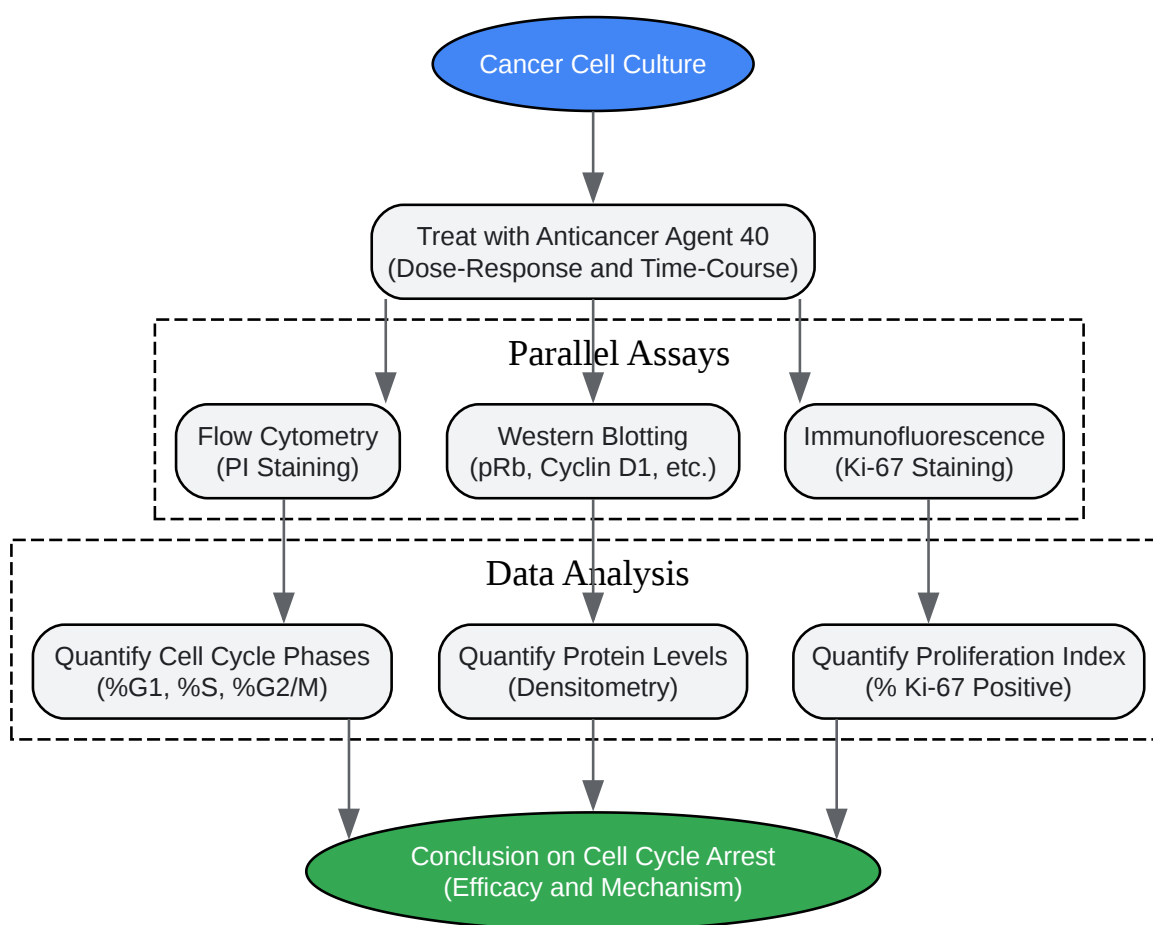 Cancer Cell Culture
Treat with Anticancer Agent 40
(Dose-Response and Time-Course)
Parallel Assays
Flow Cytometry
(PI Staining)
Western Blotting
(pRb, Cyclin D1, etc.)
Immunofluorescence
(Ki-67 Staining)
Data Analysis
Quantify Cell Cycle Phases
(%G1, %S, %G2/M)
Quantify Protein Levels
(Densitometry)
Quantify Proliferation Index
(% Ki-67 Positive)
Conclusion on Cell Cycle Arrest
(Efficacy and Mechanism)